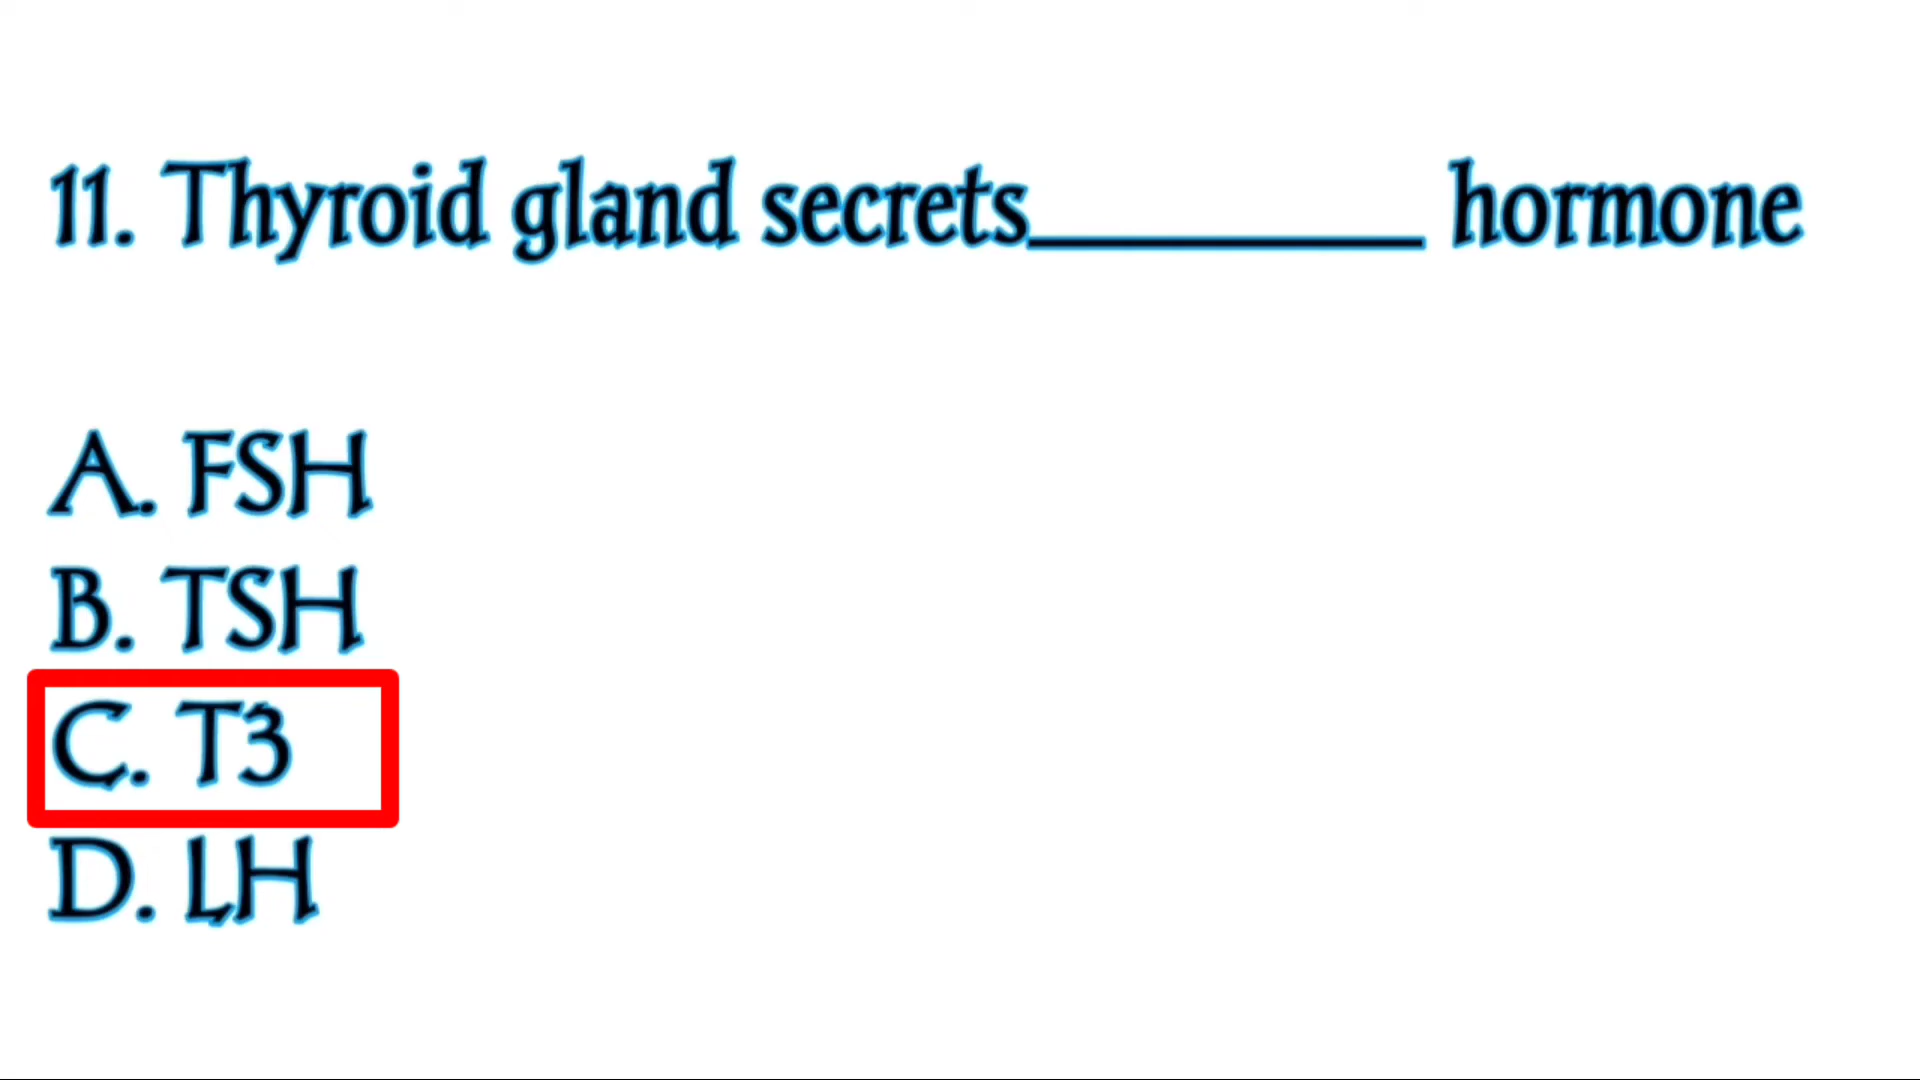 11. Thyroid gland secrets__________ hormone
A. FSH
B. TSH
C. T3
D. LH